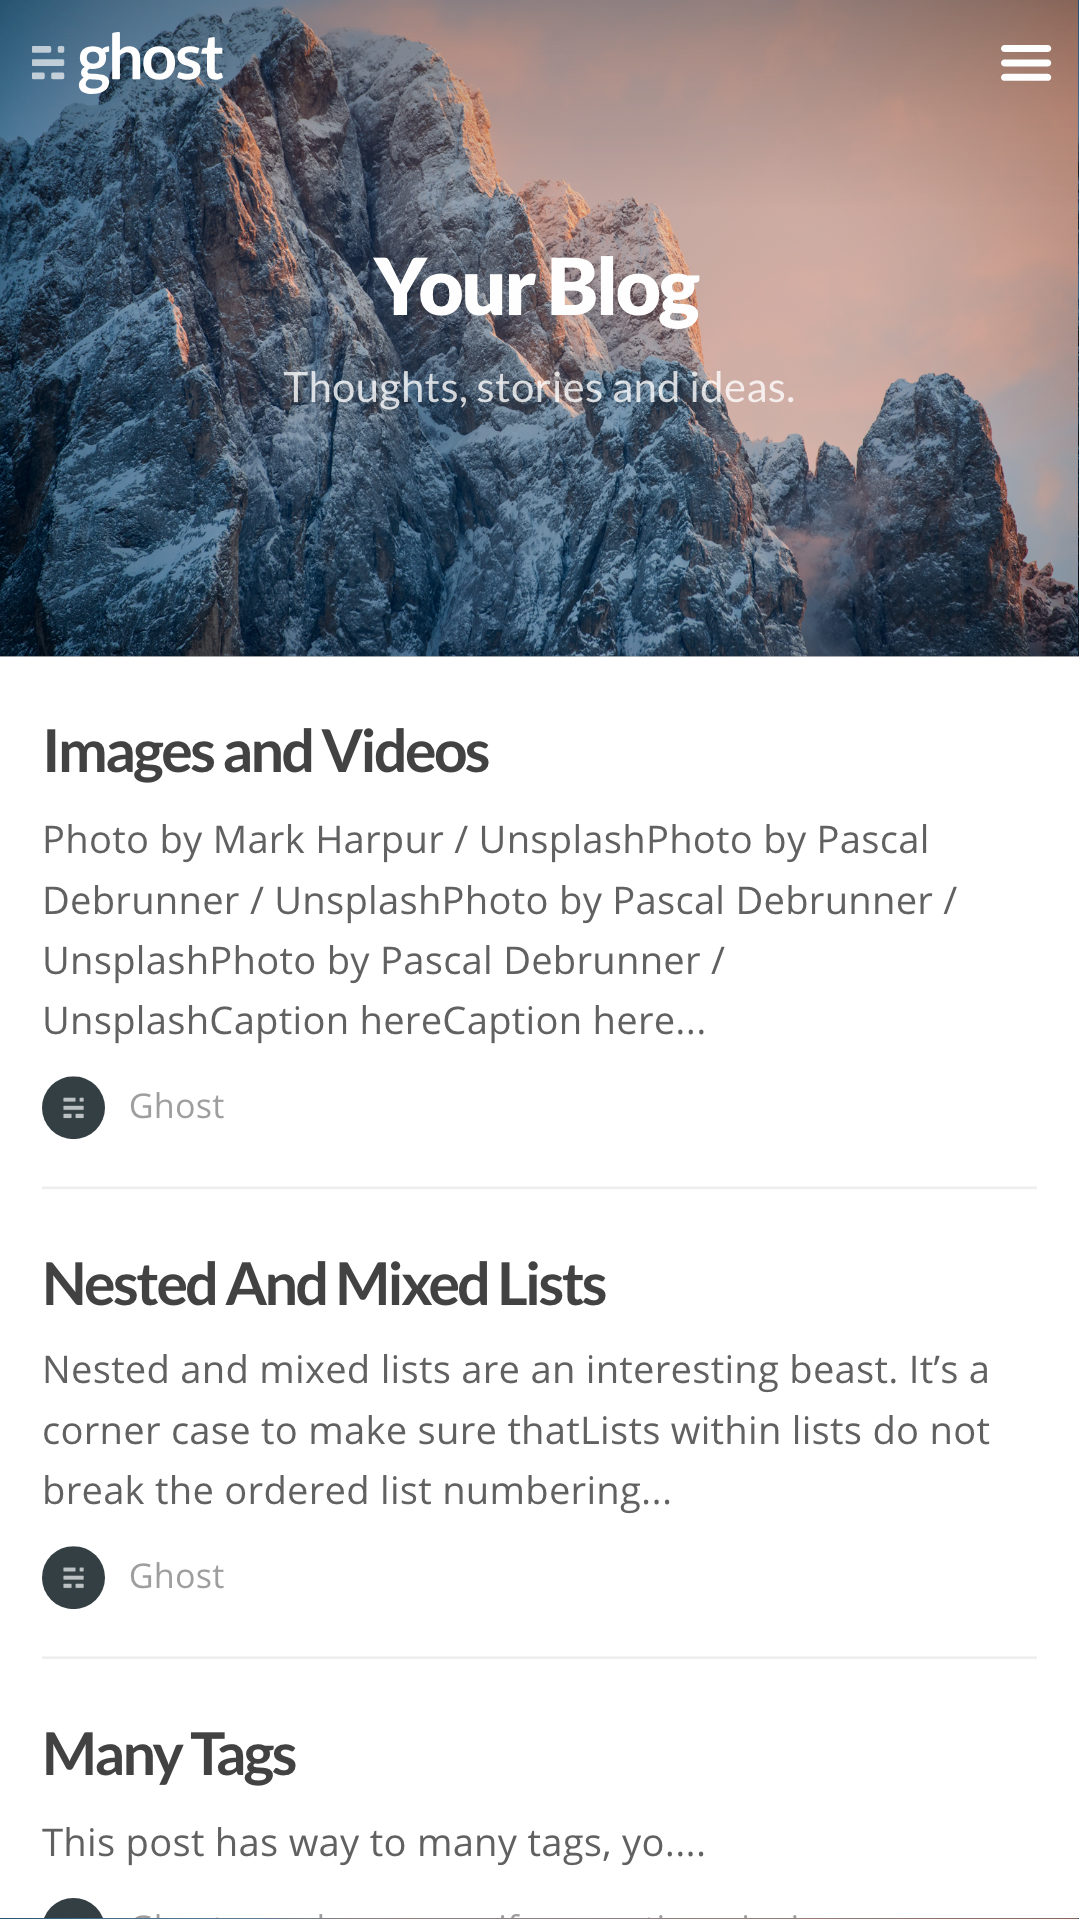 ghost
Your Blog
Thoughts, stories and ideas.
Images and Videos
Photo by Mark Harpur / UnsplashPhoto by Pascal
Debrunner / UnsplashPhoto by Pascal Debrunner /
UnsplashPhoto by Pascal Debrunner /
UnsplashCaption hereCaption here...
Ghost
Nested And Mixed Lists
Nested and mixed lists are an interesting beast. It’s a
corner case to make sure thatLists within lists do not
break the ordered list numbering...
Ghost
Many Tags
This post has way to many tags, yo....